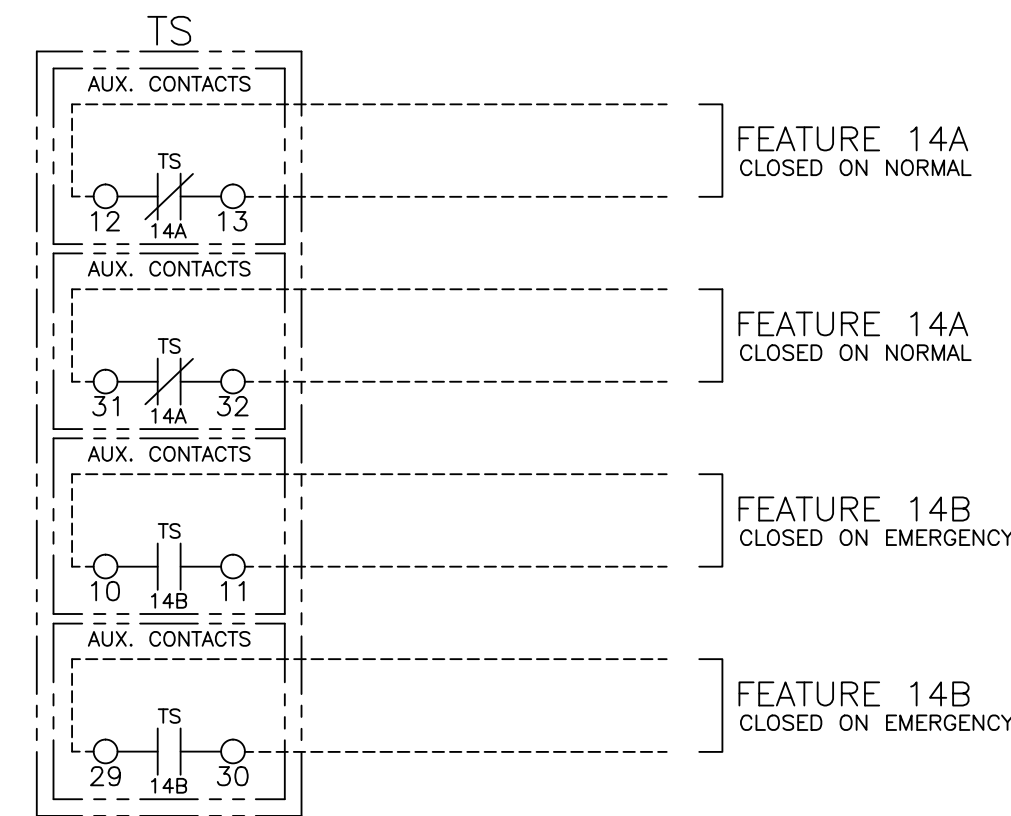 TS
AUX. CONTACTS
TS
12
13
14A
FEATURE 14A
CLOSED ON NORMAL
AUX. CONTACTS
TS
31
32
14A
FEATURE 14A
CLOSED ON NORMAL
AUX. CONTACTS
TS
10
11
14B
FEATURE 14B
CLOSED ON EMERGENCY
AUX. CONTACTS
TS
29
30
14B
FEATURE 14B
CLOSED ON EMERGENCY